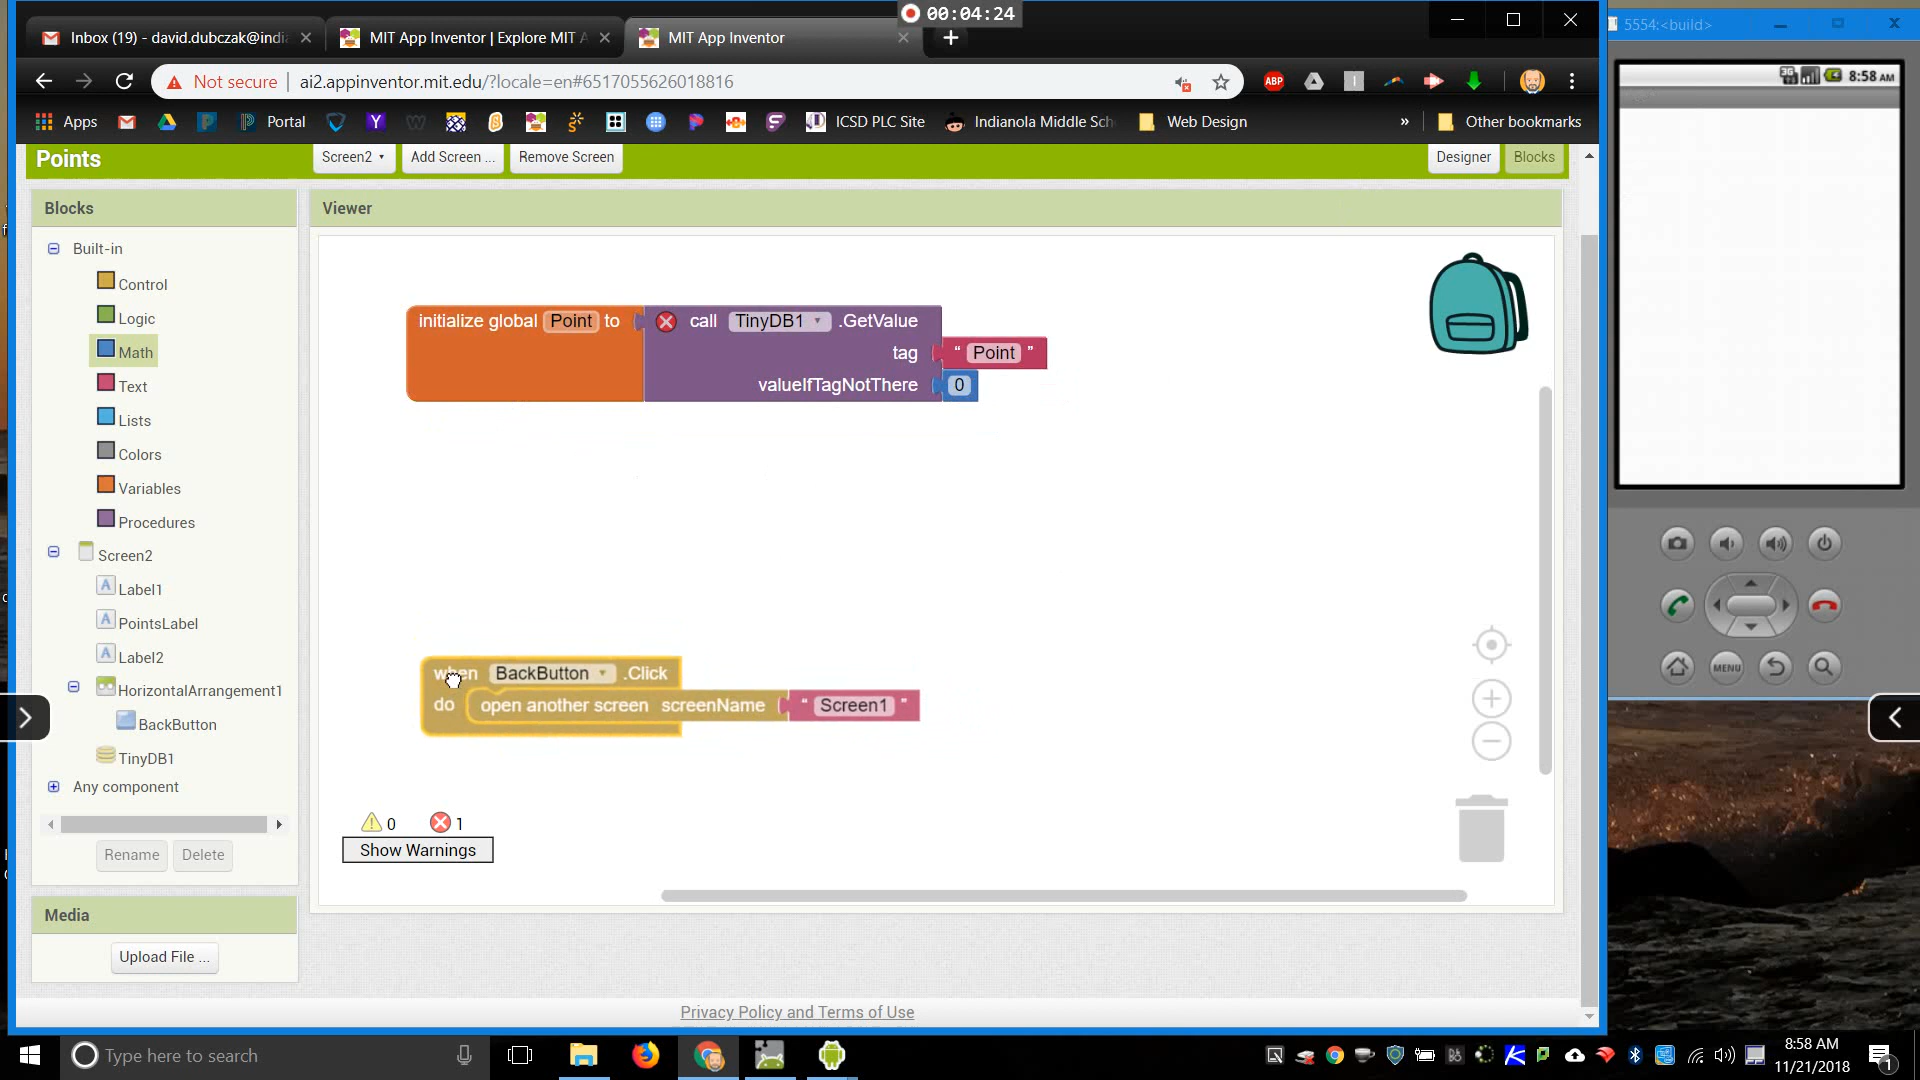 00:04:24
Inbox (19) - david.dubczak@indi
MIT App Inventor | Explore MIT A
MIT App Inventor
5554:<build>
Not secure
ai2.appinventor.mit.edu/?locale=en#6517055626018816
ABP
8:58 AM
Apps
Portal
ICSD PLC Site
Indianola Middle Sch
Web Design
»
Other bookmarks
Points
Screen2
Add Screen ...
Remove Screen
Designer
Blocks
Blocks
Viewer
Built-in
Control
Logic
Math
Text
Lists
Colors
Variables
Procedures
Screen2
Label1
PointsLabel
Label2
HorizontalArrangement1
BackButton
TinyDB1
Any component
Rename
Delete
Media
Upload File ...
initialize global Point to
call TinyDB1 .GetValue
tag " Point "
valueIfTagNotThere 0
when BackButton .Click
do open another screen screenName " Screen1 "
0
1
Show Warnings
MENU
Privacy Policy and Terms of Use
Type here to search
8:58 AM
11/21/2018
1